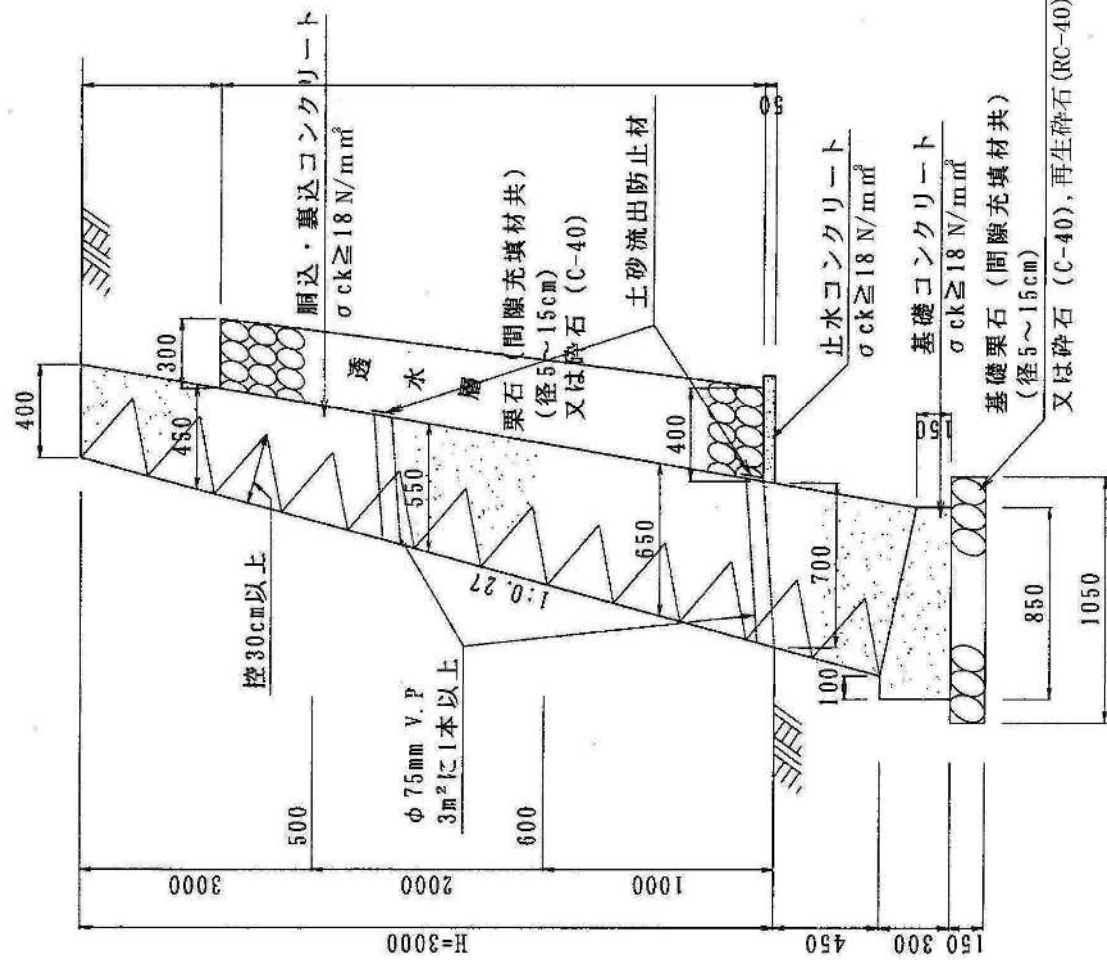 400
300
450
胴込・裏込コンクリート
σck≧18N/mm²
控30cm以上
透水層
栗石 (間隙充填材共)
(径5~15cm)
又は砕石 (C-40)
550
1:0.27
500
φ75mm V.P
3m²に1本以上
600
650
400
土砂流出防止材
50
700
止水コンクリート
σck≧18N/mm²
100
基礎コンクリート
σck≧18N/mm²
150
850
1050
基礎栗石 (間隙充填材共)
(径5~15cm)
又は砕石 (C-40), 再生砕石(RC-40)
3000
2000
1000
H=3000
450
300
150